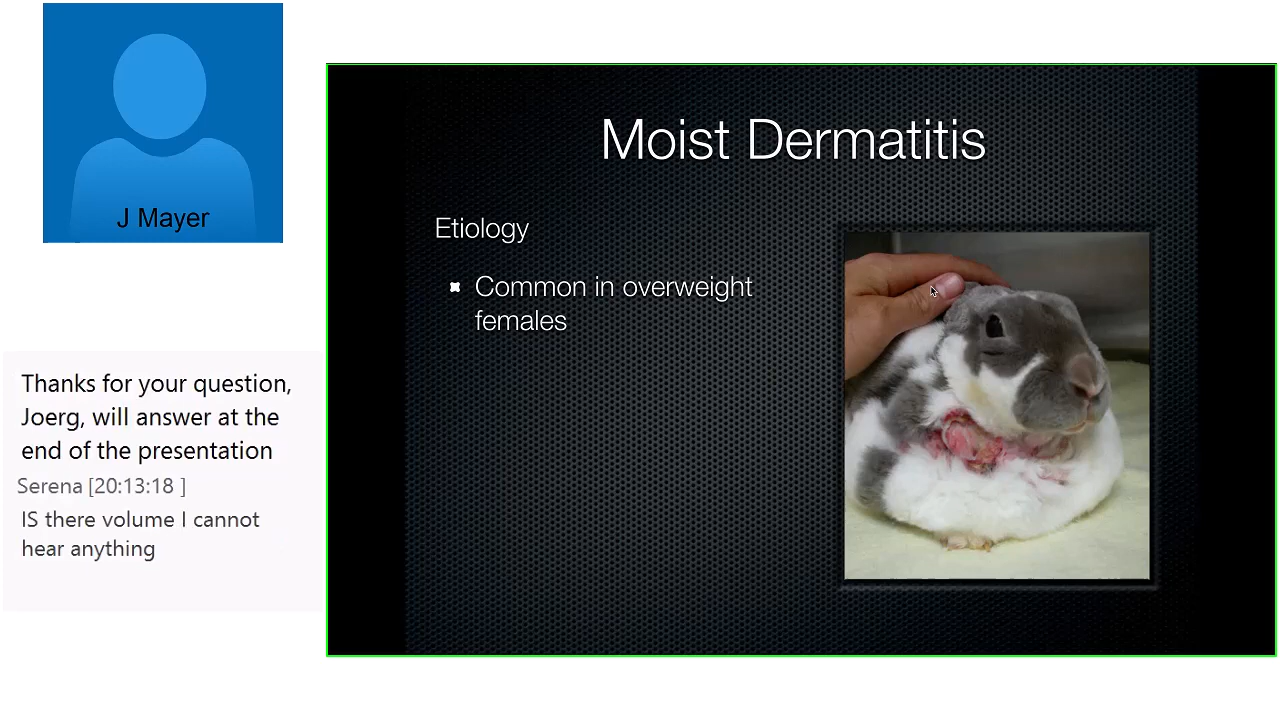 J Mayer
Thanks for your question,
Joerg, will answer at the
end of the presentation
Serena [20:13:18 ]
IS there volume I cannot
hear anything
Moist Dermatitis
Etiology
Common in overweight
females